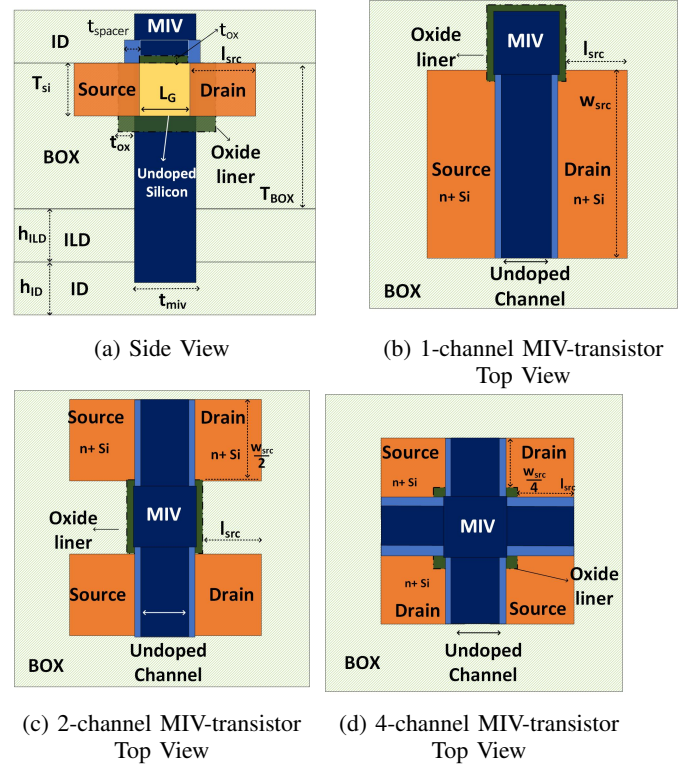 MIV
t_spacer
t_ox
ID
l_src
T_si
Source
L_G
Drain
t_ox
Oxide
liner
BOX
Undoped
Silicon
T_BOX
h_ILD
ILD
h_ID
ID
t_miv
(a) Side View
MIV
Oxide
liner
l_src
w_src
Source
n+ Si
Drain
n+ Si
Undoped
Channel
BOX
(b) 1-channel MIV-transistor
Top View
Source
n+ Si
Drain
n+ Si
w_src
2
MIV
Oxide
liner
l_src
Source
Drain
Undoped
Channel
BOX
(c) 2-channel MIV-transistor
Top View
Source
n+ Si
Drain
w_src
4
l_src
MIV
n+ Si
Drain
Source
Oxide
liner
Undoped
Channel
BOX
(d) 4-channel MIV-transistor
Top View